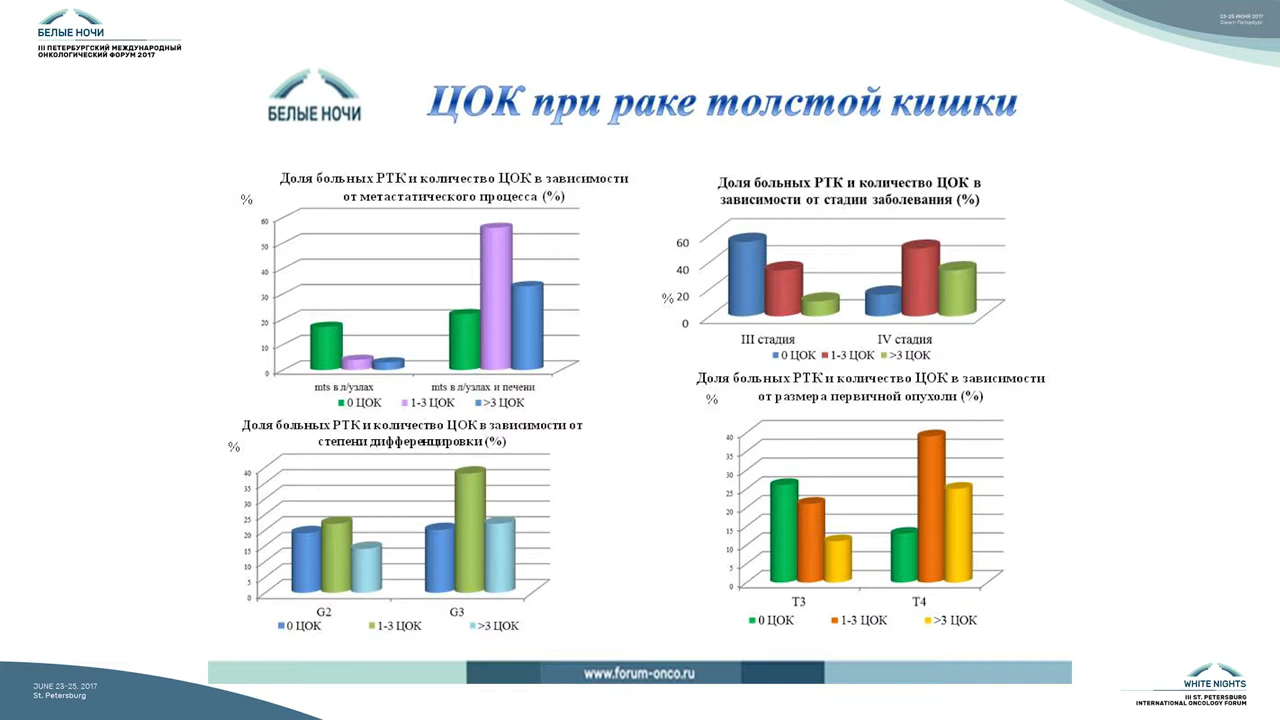 БЕЛЫЕ НОЧИ
III ПЕТЕРБУРГСКИЙ МЕЖДУНАРОДНЫЙ
ОНКОЛОГИЧЕСКИЙ ФОРУМ 2017
23-25 ИЮНЯ 2017
Санкт-Петербург
БЕЛЫЕ НОЧИ
ЦОК при раке толстой кишки
Доля больных РТК и количество ЦОК в зависимости
от метастатического процесса (%)
%
60
50
40
30
20
10
0
mts в л/узлах
mts в л/узлах и печени
0 ЦОК 1-3 ЦОК >3 ЦОК
Доля больных РТК и количество ЦОК в
зависимости от стадии заболевания (%)
%
60
40
20
0
III стадия
IV стадия
0 ЦОК 1-3 ЦОК >3 ЦОК
Доля больных РТК и количество ЦОК в зависимости от
степени дифференцировки (%)
%
40
35
30
25
20
15
10
5
0
G2
G3
0 ЦОК 1-3 ЦОК >3 ЦОК
Доля больных РТК и количество ЦОК в зависимости
от размера первичной опухоли (%)
%
40
35
30
25
20
15
10
5
0
T3
T4
0 ЦОК 1-3 ЦОК >3 ЦОК
www.forum-onco.ru
JUNE 23-25, 2017
St. Petersburg
WHITE NIGHTS
III ST. PETERSBURG
INTERNATIONAL ONCOLOGY FORUM